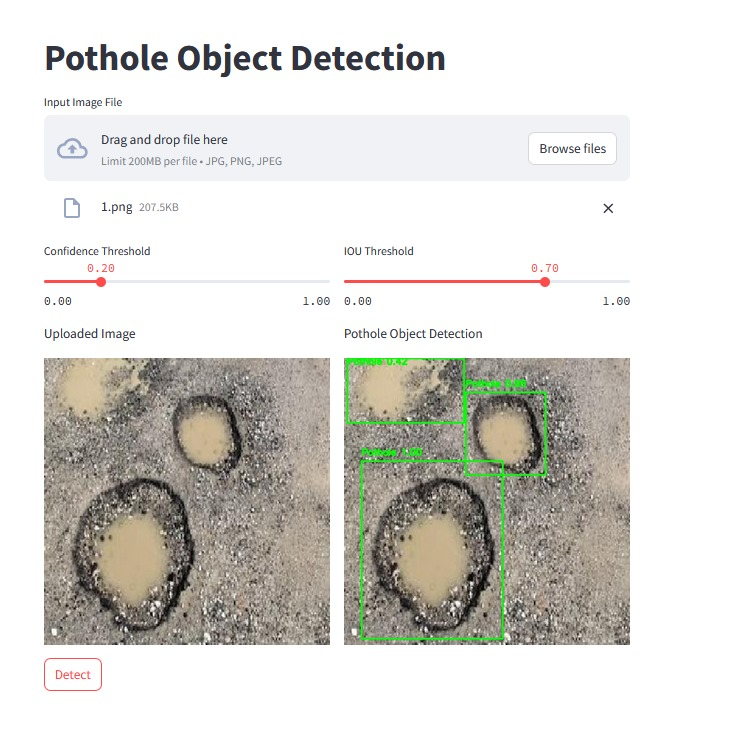 Pothole Object Detection
Input Image File
Drag and drop file here
Limit 200MB per file • JPG, PNG, JPEG
Browse files
1.png 207.5KB
Confidence Threshold
IOU Threshold
0.20
0.70
0.00 1.00
0.00 1.00
Uploaded Image
Pothole Object Detection
Pothole 0.42
Pothole
Pothole
Detect